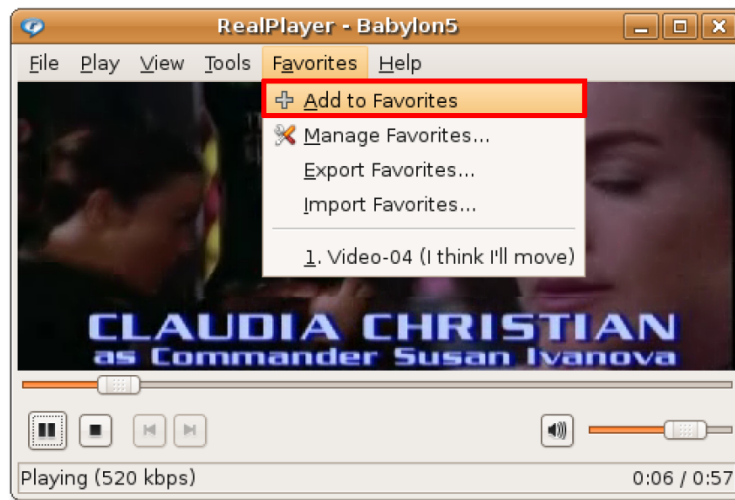 RealPlayer - Babylon5
File Play View Tools Favorites Help
Add to Favorites
Manage Favorites...
Export Favorites...
Import Favorites...
1. Video-04 (I think I'll move)
CLAUDIA CHRISTIAN
as Commander Susan Ivanova
Playing (520 kbps) 0:06 / 0:57